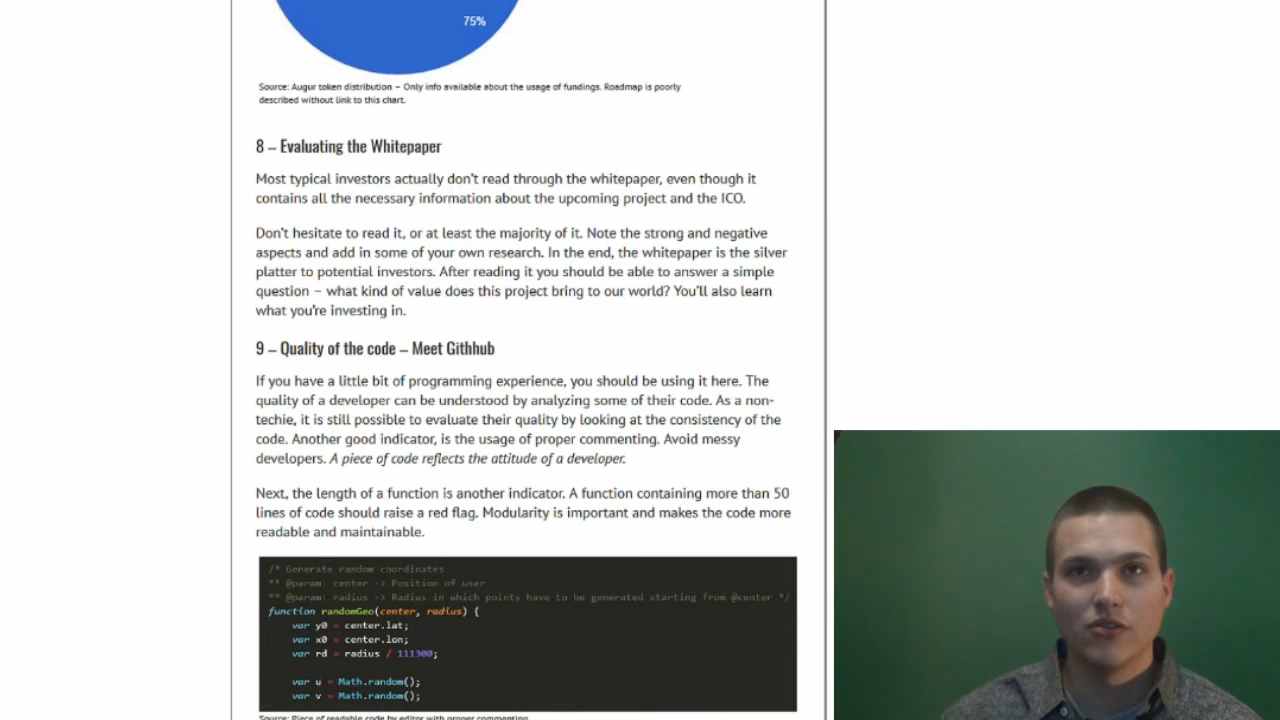 75%
Source: Augur token distribution – Only info available about the usage of fundings. Roadmap is poorly
described without link to this chart.
8 – Evaluating the Whitepaper
Most typical investors actually don't read through the whitepaper, even though it
contains all the necessary information about the upcoming project and the ICO.
Don't hesitate to read it, or at least the majority of it. Note the strong and negative
aspects and add in some of your own research. In the end, the whitepaper is the silver
platter to potential investors. After reading it you should be able to answer a simple
question – what kind of value does this project bring to our world? You'll also learn
what you're investing in.
9 – Quality of the code – Meet Githhub
If you have a little bit of programming experience, you should be using it here. The
quality of a developer can be understood by analyzing some of their code. As a non-
techie, it is still possible to evaluate their quality by looking at the consistency of the
code. Another good indicator, is the usage of proper commenting. Avoid messy
developers. A piece of code reflects the attitude of a developer.
Next, the length of a function is another indicator. A function containing more than 50
lines of code should raise a red flag. Modularity is important and makes the code more
readable and maintainable.
/* Generate random coordinates
** @param: center -> Position of user
** @param: radius -> Radius in which points have to be generated starting from @center */
function randomGeo(center, radius) {
var y0 = center.lat;
var x0 = center.lon;
var rd = radius / 111300;
var u = Math.random();
var v = Math.random();
Source: Piece of readable code by editor with proper commenting